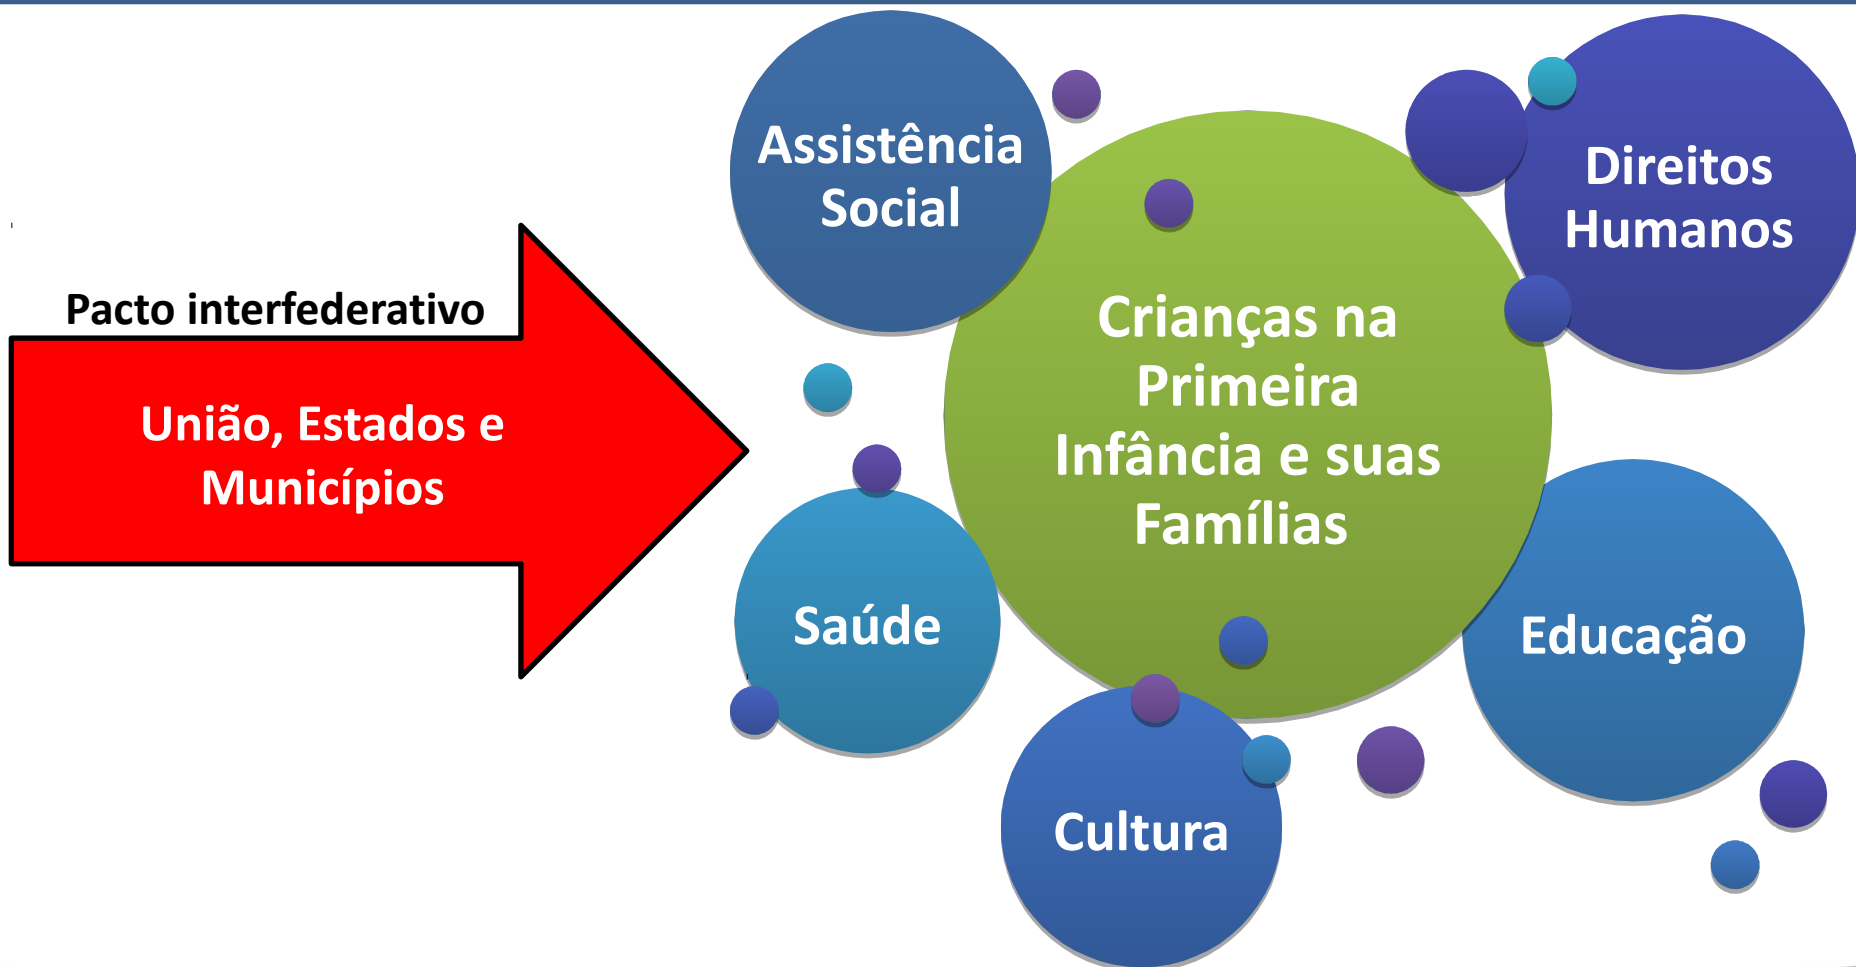 Pacto interfederativo
União, Estados e
Municípios
Assistência
Social
Direitos
Humanos
Crianças na
Primeira
Infância e suas
Famílias
Saúde
Educação
Cultura